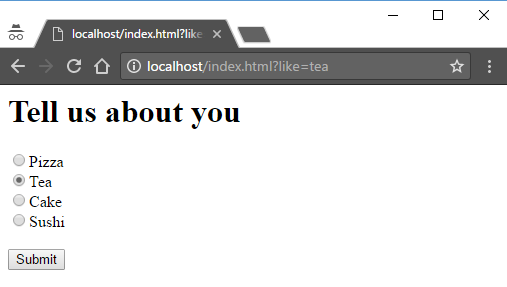 localhost/index.html?like
localhost/index.html?like=tea
Tell us about you
Pizza
Tea
Cake
Sushi
Submit